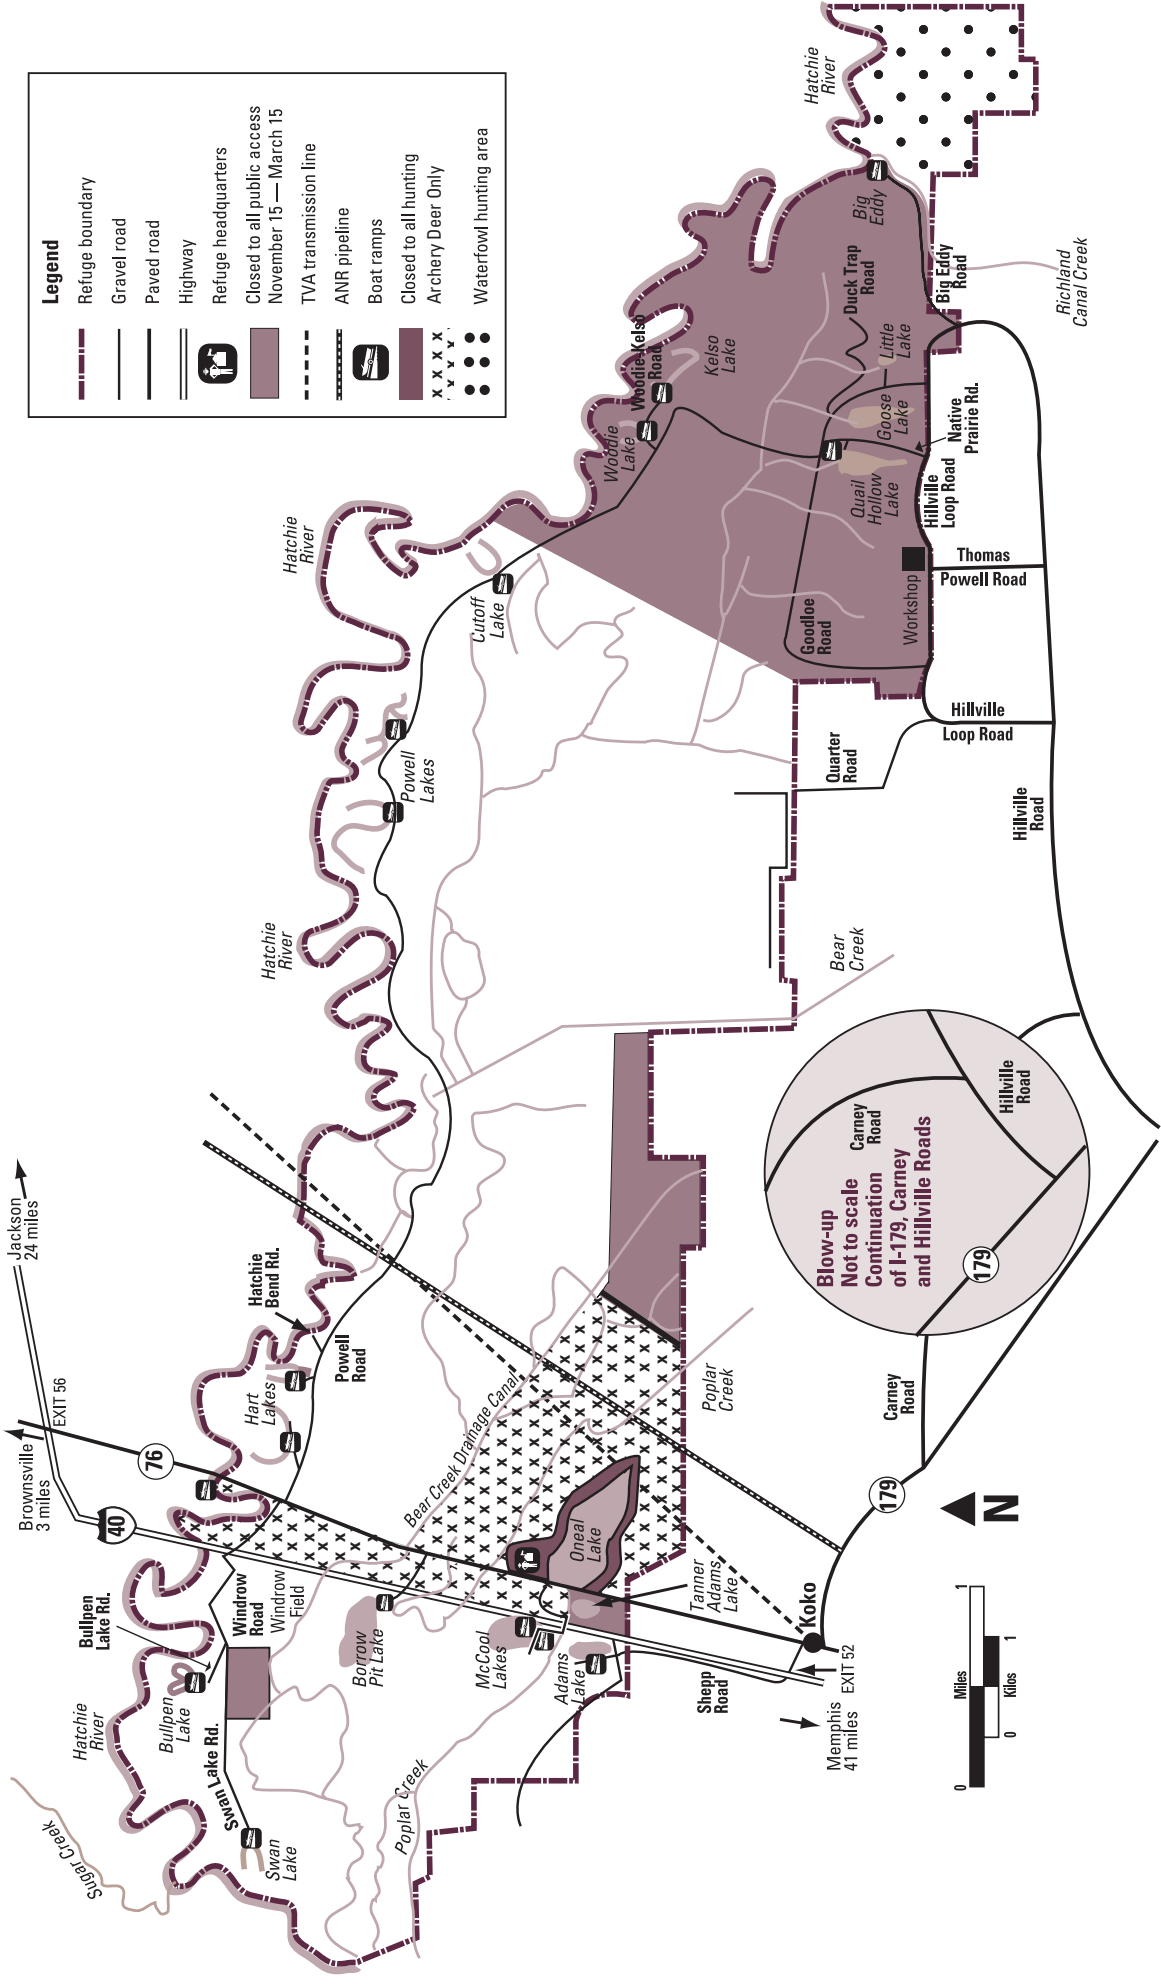 Legend
Refuge boundary
Gravel road
Paved road
Highway
Refuge headquarters
Closed to all public access
November 15 — March 15
TVA transmission line
ANR pipeline
Boat ramps
Closed to all hunting
Archery Deer Only
Waterfowl hunting area
Sugar Creek
Hatchie
River
Swan
Lake
Swan Lake Rd.
Bullpen
Lake
Bullpen
Lake Rd.
Windrow
Road
Windrow
Field
Brownsville
3 miles
EXIT 56
Jackson
24 miles
40
76
Hart
Lakes
Hatchie
Bend Rd.
Powell
Road
Hatchie
River
Powell
Lakes
Hatchie
River
Cutoff
Lake
Woodie
Lake
Woodie-Kelso
Road
Kelso
Lake
Hatchie
River
Big
Eddy
Duck Trap
Road
Little
Lake
Goose
Lake
Quail
Hollow
Lake
Big Eddy
Road
Richland
Canal Creek
Native
Prairie Rd.
Hillville
Loop Road
Workshop
Goodloe
Road
Thomas
Powell Road
Hillville
Loop Road
Quarter
Road
Hillville
Road
Bear
Creek
Poplar Creek
Borrow
Pit Lake
Bear Creek Drainage Canal
McCool
Lakes
Adams
Lake
Oneal
Lake
Tanner
Adams
Lake
Poplar
Creek
Shepp
Road
Koko
EXIT 52
Memphis
41 miles
179
Carney
Road
Blow-up
Not to scale
Continuation
of I-179, Carney
and Hillville Roads
Carney
Road
Hillville
Road
179
N
0
Miles
1
0
Kilos
1